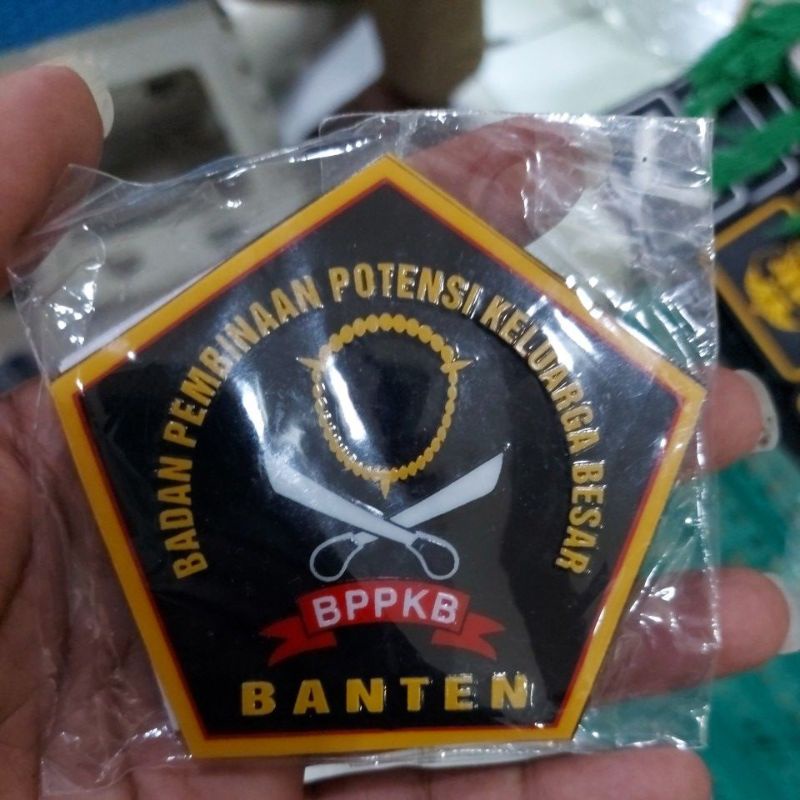 BADAN PEMBINAAN POTENSI KELUARGA BESAR
BPPKB
BANTEN